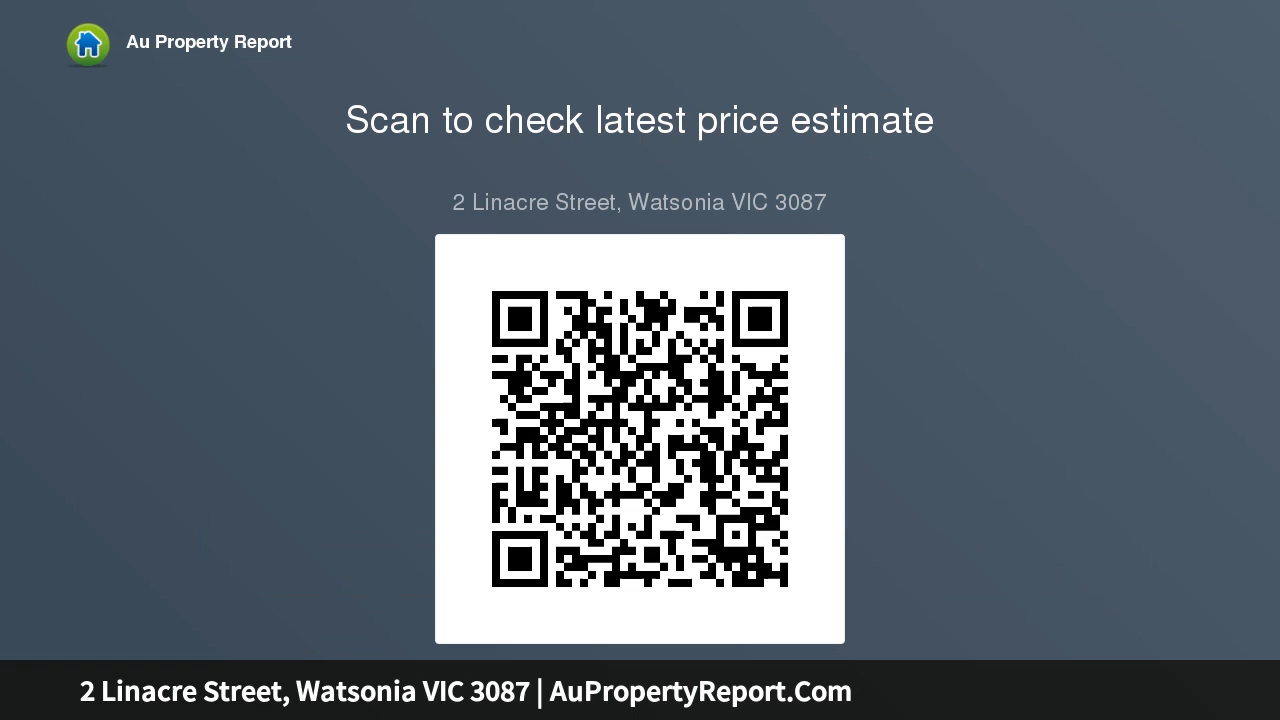 Au Property Report
Scan to check latest price estimate
2 Linacre Street, Watsonia VIC 3087
2 Linacre Street, Watsonia VIC 3087 | AuPropertyReport.Com